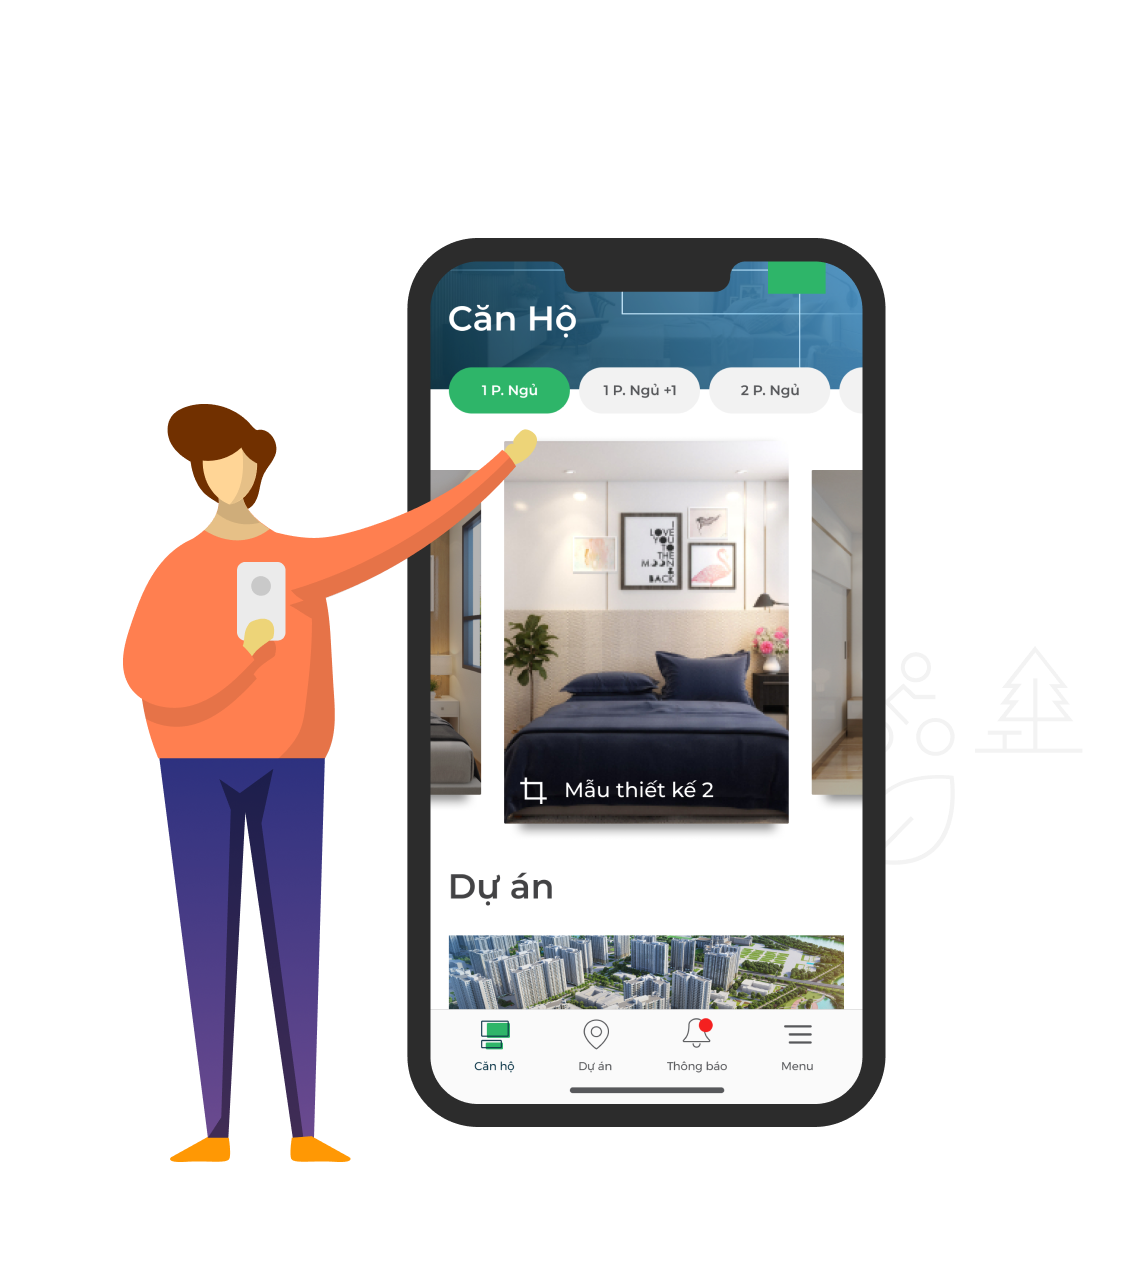 Căn Hộ
1 P. Ngủ
1 P. Ngủ +1
2 P. Ngủ
I
LOVE
YOU
TO
THE
MOON
&
BACK
Mẫu thiết kế 2
Dự án
Căn hộ
Dự án
Thông báo
Menu